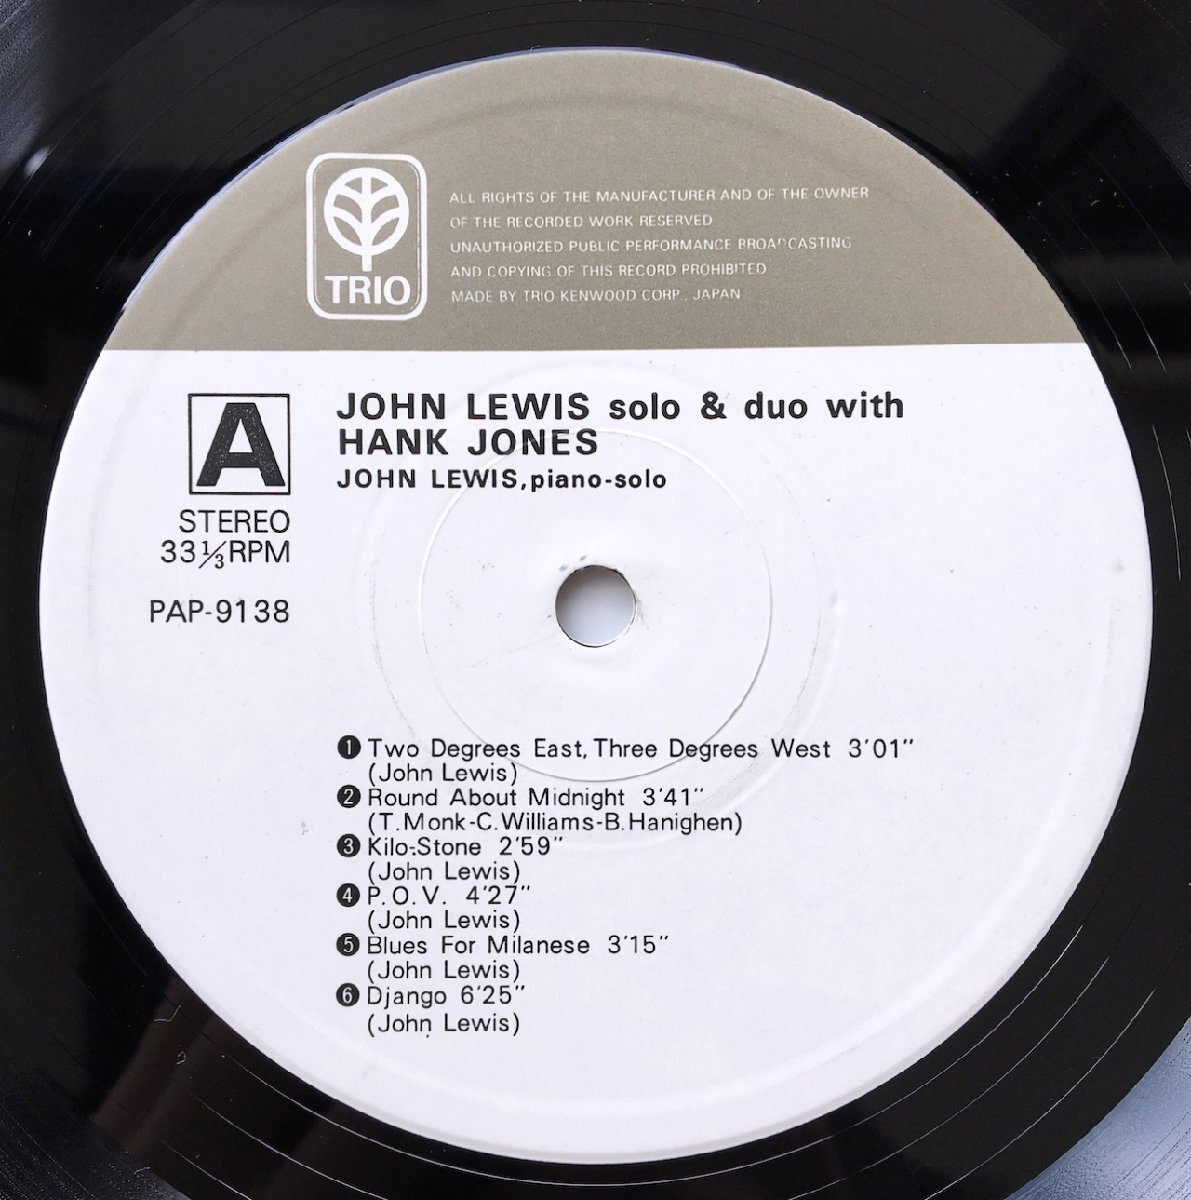 TRIO
ALL RIGHTS OF THE MANUFACTURER AND OF THE OWNER
OF THE RECORDED WORK RESERVED
UNAUTHORIZED PUBLIC PERFORMANCE BROADCASTING
AND COPYING OF THIS RECORD PROHIBITED
MADE BY TRIO KENWOOD CORP., JAPAN
A
STEREO
33⅓RPM
PAP-9138
JOHN LEWIS solo & duo with
HANK JONES
JOHN LEWIS,piano-solo
❶ Two Degrees East, Three Degrees West 3'01"
(John Lewis)
❷ Round About Midnight 3'41"
(T.Monk-C.Williams-B.Hanighen)
❸ Kilo-Stone 2'59"
(John Lewis)
❹ P.O.V. 4'27"
(John Lewis)
❺ Blues For Milanese 3'15"
(John Lewis)
❻ Django 6'25"
(John Lewis)